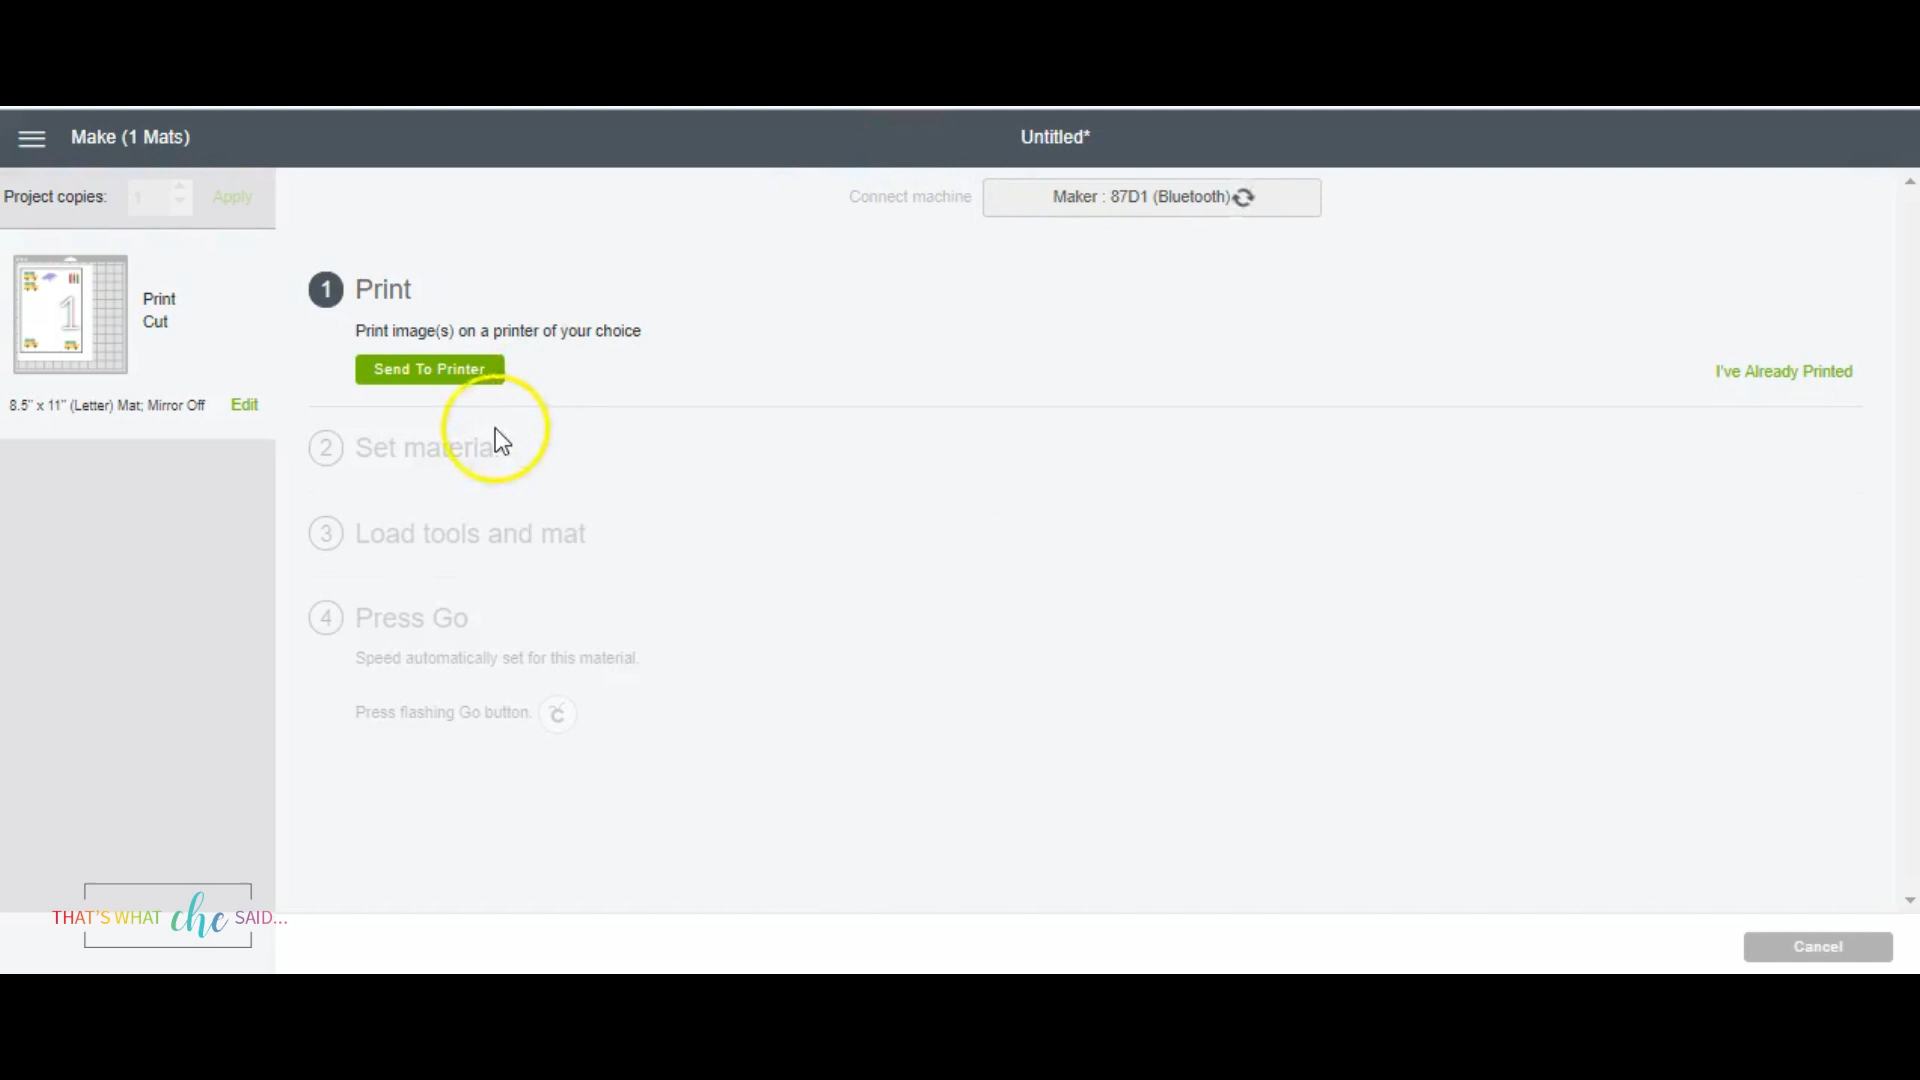 Make (1 Mats)
Untitled*
Project copies:
1
Apply
Connect machine
Maker : 87D1 (Bluetooth)
1
Print
Cut
8.5" x 11" (Letter) Mat; Mirror Off
Edit
1
Print
Print image(s) on a printer of your choice
Send To Printer
I've Already Printed
2
Set material
3
Load tools and mat
4
Press Go
Speed automatically set for this material.
Press flashing Go button.
THAT'S WHAT che SAID...
Cancel